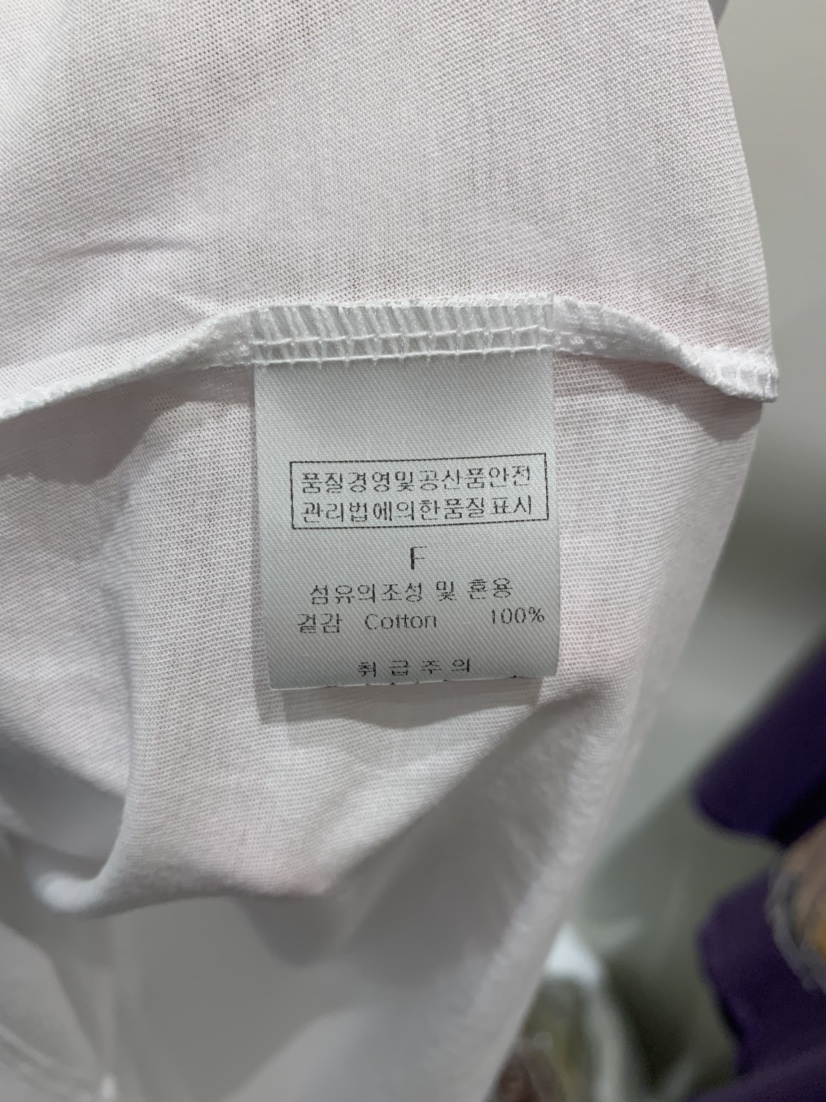 품질경영및공산품안전
관리법에의한품질표시
F
섬유의조성 및 혼용
겉감 Cotton 100%
취급주의